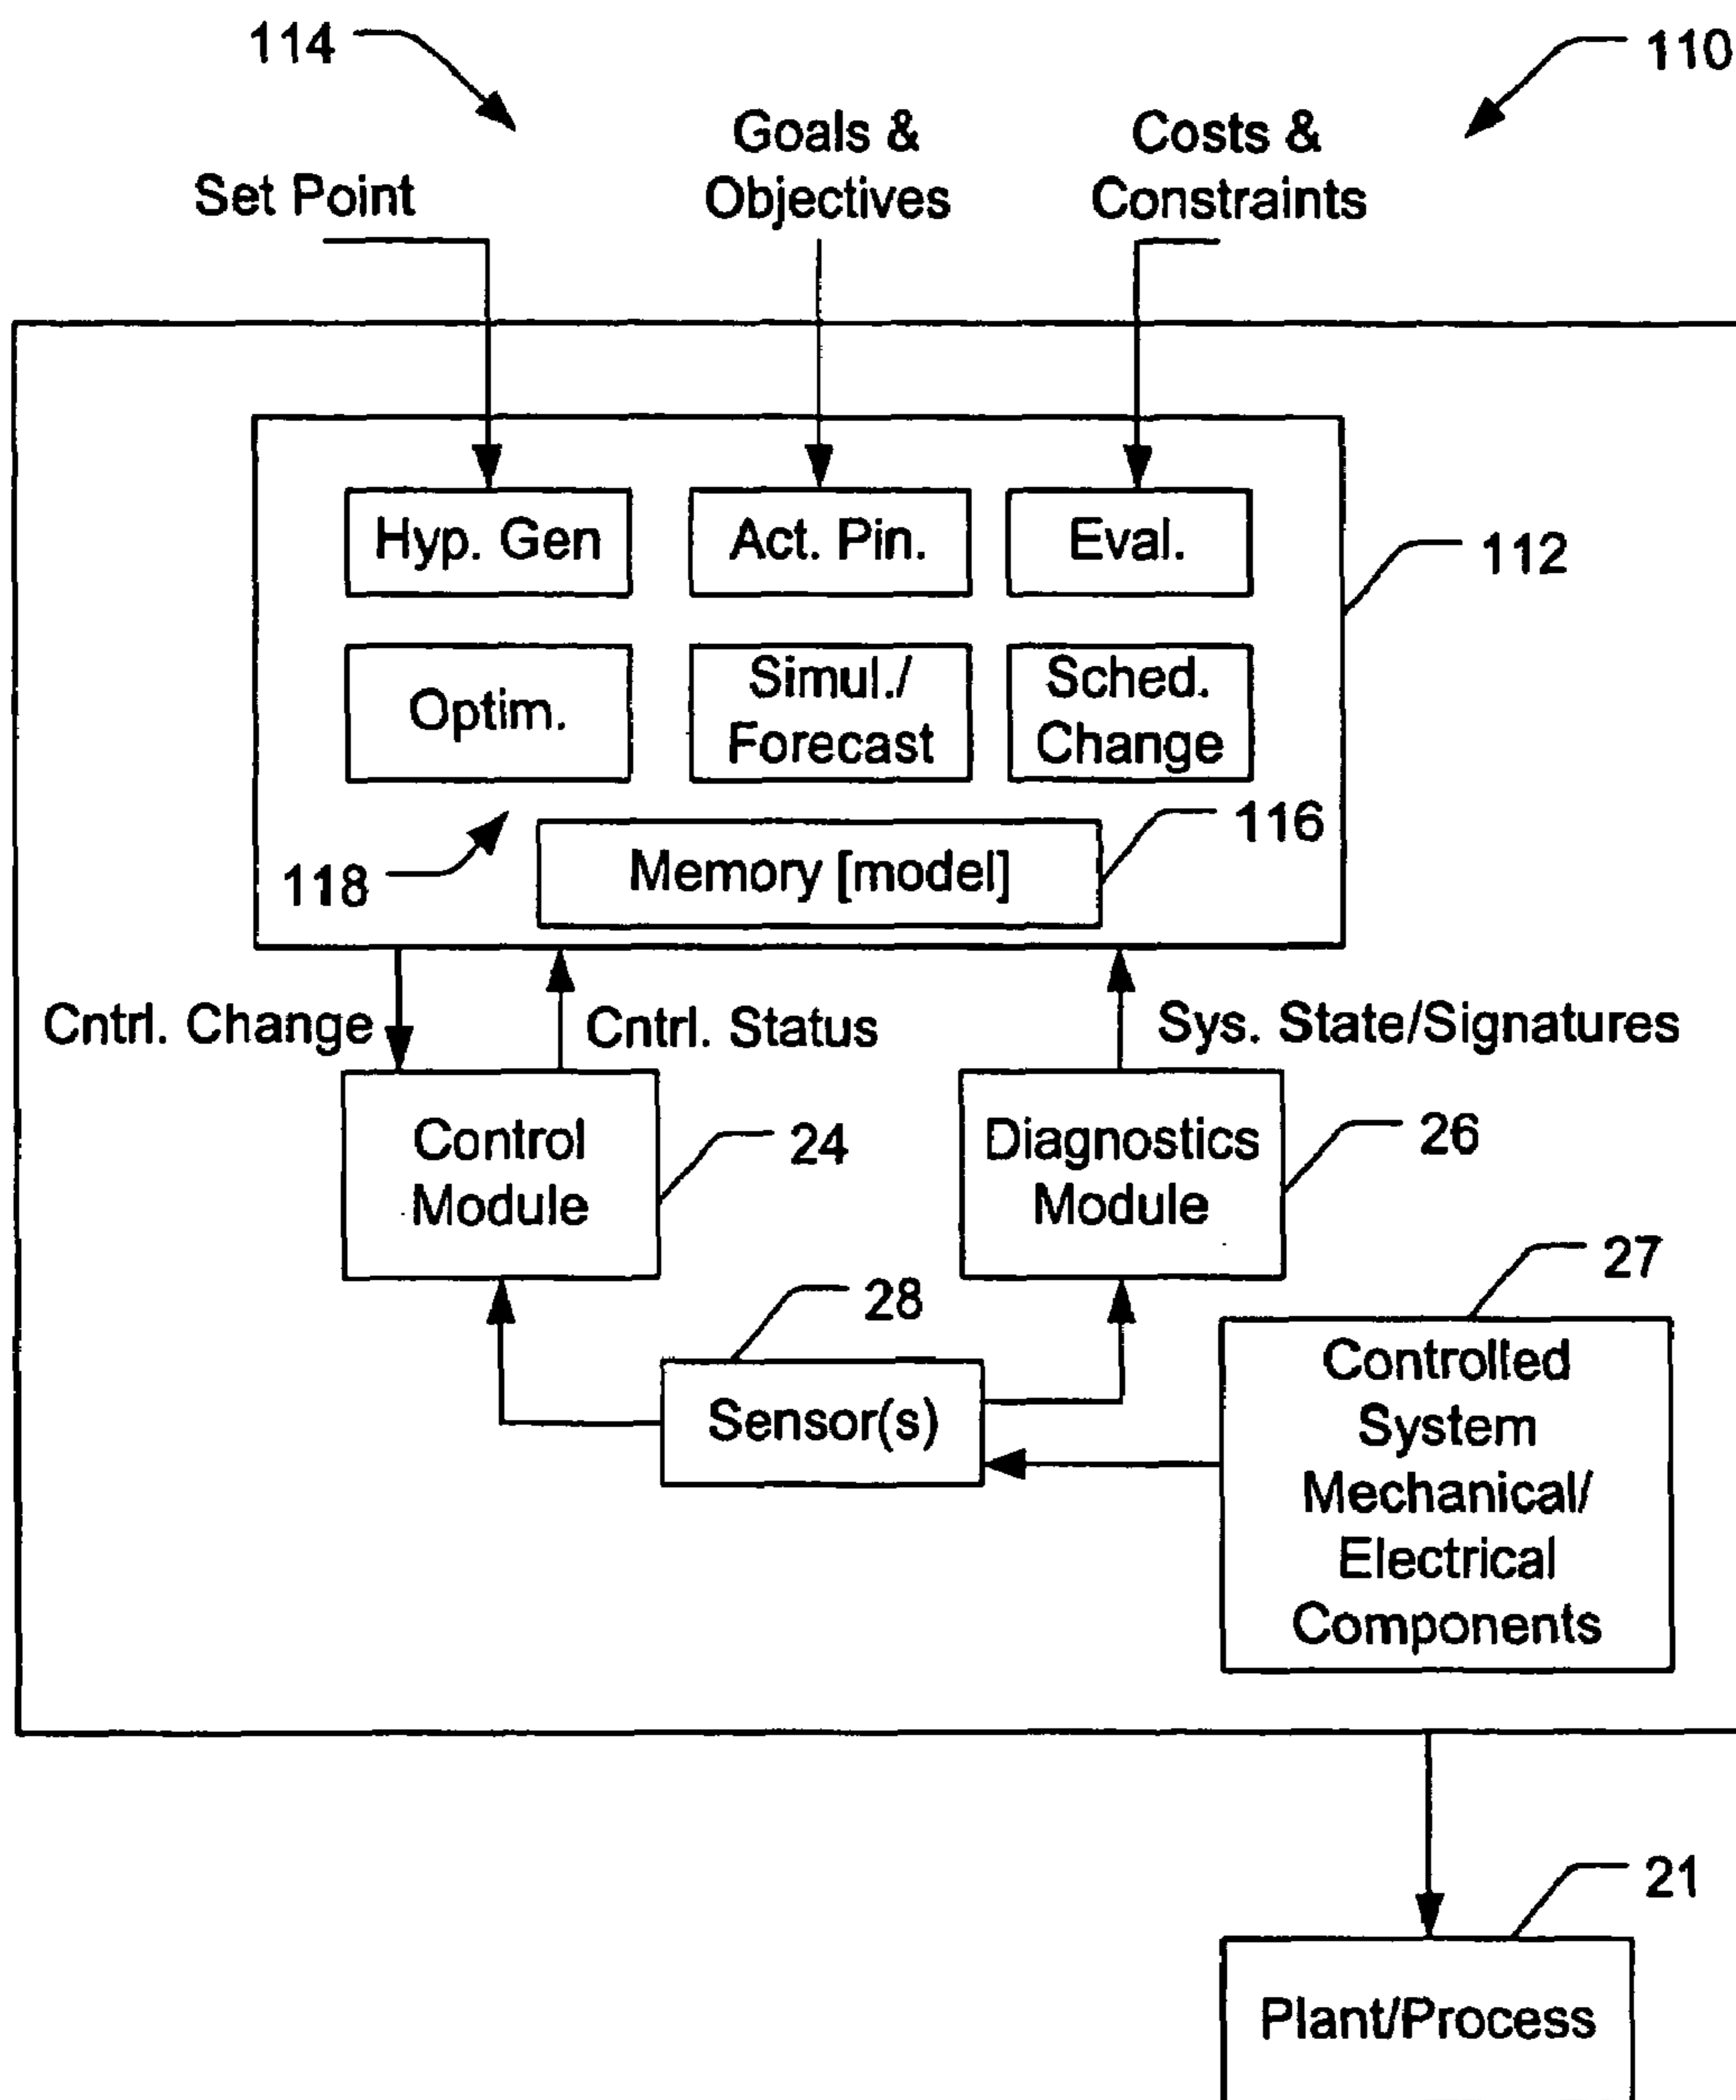 114
110
Goals &
Objectives
Costs &
Constraints
Set Point
Hyp. Gen
Act. Pin.
Eval.
112
Optim.
Simul./
Forecast
Sched.
Change
116
118
Memory [model]
Cntrl. Change
Cntrl. Status
Sys. State/Signatures
Control
Module
24
Diagnostics
Module
26
27
28
Sensor(s)
Controlled
System
Mechanical/
Electrical
Components
21
Plant/Process